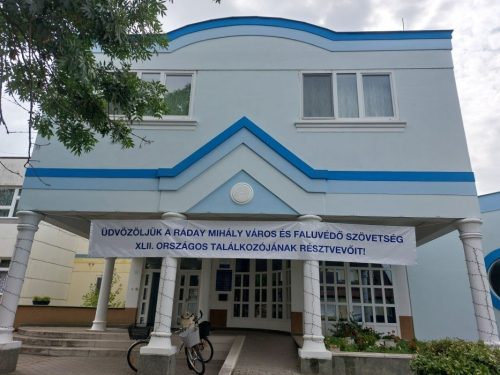 ÜDVÖZÖLJÜK A RÁDAY MIHÁLY VÁROS ÉS FALUVÉDŐ SZÖVETSÉG
XLII. ORSZÁGOS TALÁLKOZÓJÁNAK RÉSZTVEVŐIT!